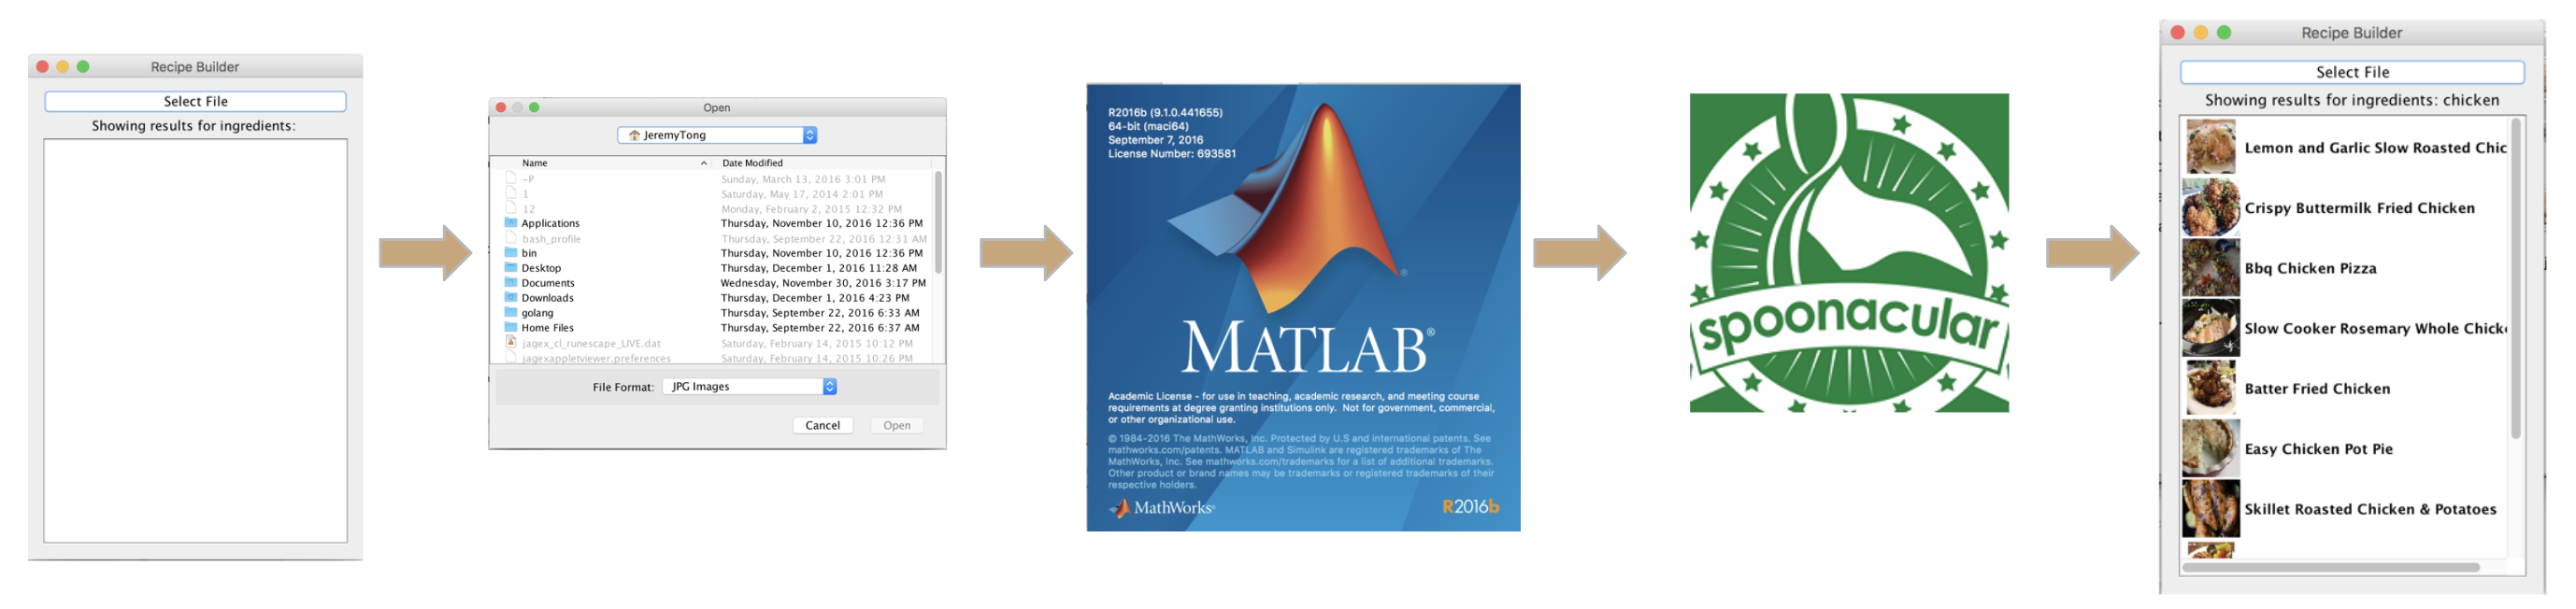 Recipe Builder
Select File
Showing results for ingredients:
Open
JeremyTong
Name Date Modified
~P Sunday, March 13, 2016 3:01 PM
1 Saturday, May 17, 2014 2:01 PM
12 Monday, February 2, 2015 12:32 PM
Applications Thursday, November 10, 2016 12:36 PM
bash_profile Thursday, September 22, 2016 12:31 AM
bin Thursday, November 10, 2016 12:36 PM
Desktop Thursday, December 1, 2016 11:28 AM
Documents Wednesday, November 30, 2016 3:17 PM
Downloads Thursday, December 1, 2016 4:23 PM
golang Thursday, September 22, 2016 6:33 AM
Home Files Thursday, September 22, 2016 6:37 AM
jagex_cl_runescape_LIVE.dat Saturday, February 14, 2015 10:12 PM
jagexappletviewer.preferences Saturday, February 14, 2015 10:26 PM
File Format: JPG Images
Cancel Open
R2016b (9.1.0.441655)
64-bit (maci64)
September 7, 2016
License Number: 693581
MATLAB®
Academic License - for use in teaching, academic research, and meeting course
requirements at degree granting institutions only. Not for government, commercial,
or other organizational use.
© 1984-2016 The MathWorks, Inc. Protected by U.S and international patents. See
mathworks.com/patents. MATLAB and Simulink are registered trademarks of The
MathWorks, Inc. See mathworks.com/trademarks for a list of additional trademarks.
Other product or brand names may be trademarks or registered trademarks of their
respective holders.
MathWorks® R2016b
spoonacular
Recipe Builder
Select File
Showing results for ingredients: chicken
Lemon and Garlic Slow Roasted Chic
Crispy Buttermilk Fried Chicken
Bbq Chicken Pizza
Slow Cooker Rosemary Whole Chick
Batter Fried Chicken
Easy Chicken Pot Pie
Skillet Roasted Chicken & Potatoes